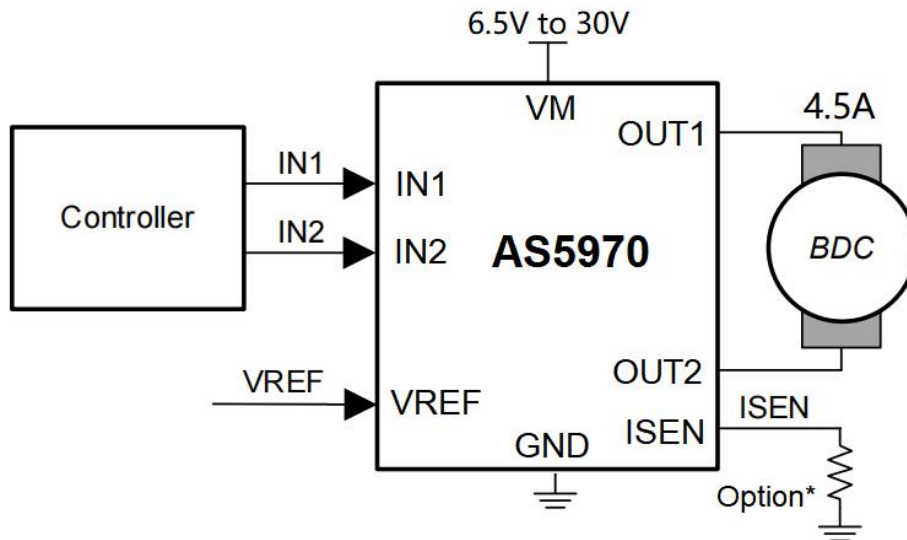 6.5V to 30V
VM
OUT1
4.5A
IN1
IN1
Controller
IN2
IN2
AS5970
BDC
VREF
VREF
OUT2
ISEN
ISEN
GND
Option*